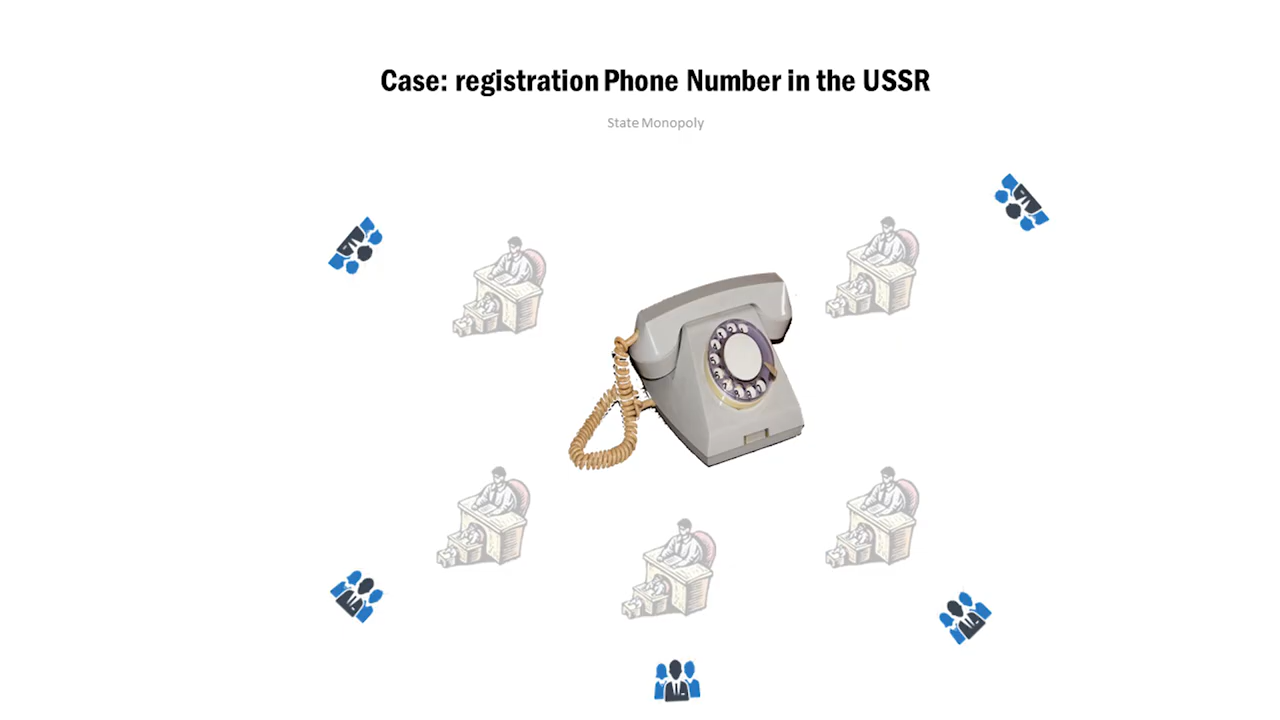 Case: registration Phone Number in the USSR
State Monopoly